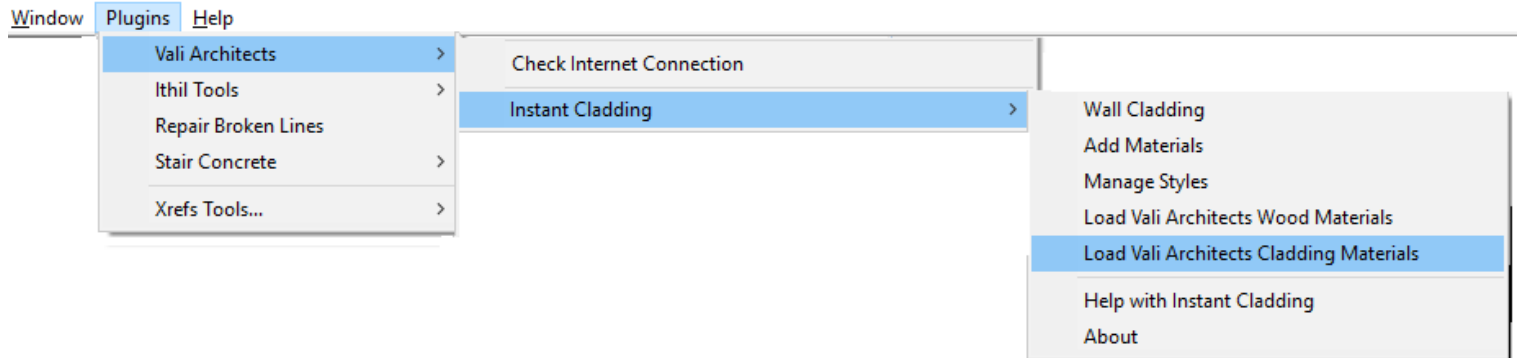 Window Plugins Help
Vali Architects
Ithil Tools
Repair Broken Lines
Stair Concrete
Xrefs Tools...
Check Internet Connection
Instant Cladding
Wall Cladding
Add Materials
Manage Styles
Load Vali Architects Wood Materials
Load Vali Architects Cladding Materials
Help with Instant Cladding
About